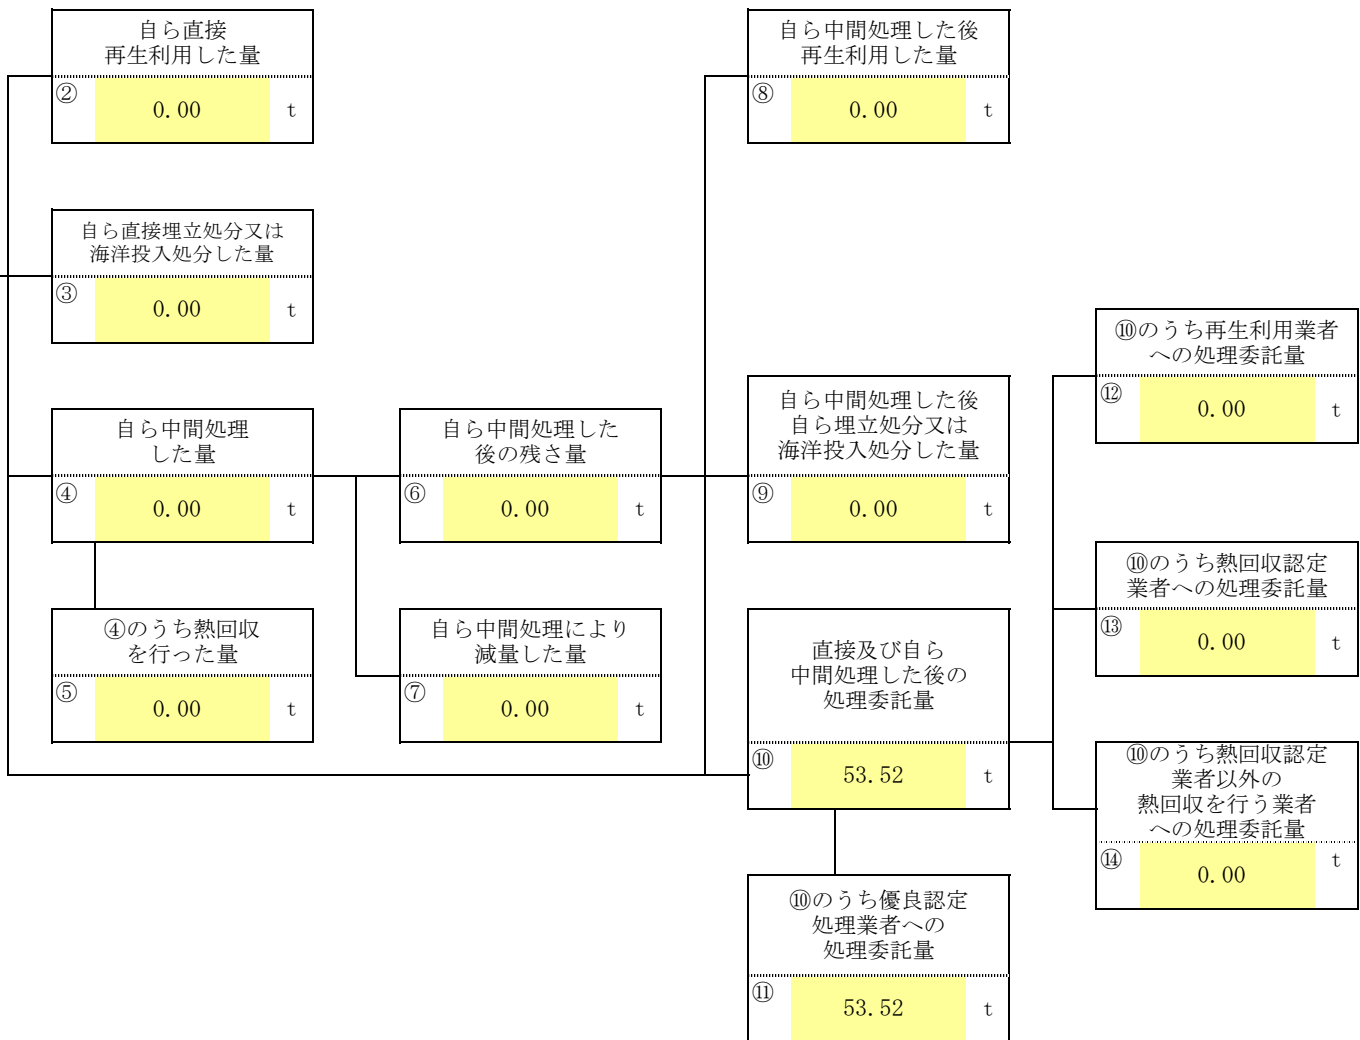 自ら直接
再生利用した量
②
0.00
t
自ら直接埋立処分又は
海洋投入処分した量
③
0.00
t
自ら中間処理
した量
④
0.00
t
④のうち熱回収
を行った量
⑤
0.00
t
自ら中間処理した
後の残さ量
⑥
0.00
t
自ら中間処理により
減量した量
⑦
0.00
t
自ら中間処理した後
再生利用した量
⑧
0.00
t
自ら中間処理した後
自ら埋立処分又は
海洋投入処分した量
⑨
0.00
t
直接及び自ら
中間処理した後の
処理委託量
⑩
53.52
t
⑩のうち優良認定
処理業者への
処理委託量
⑪
53.52
t
⑩のうち再生利用業者
への処理委託量
⑫
0.00
t
⑩のうち熱回収認定
業者への処理委託量
⑬
0.00
t
⑩のうち熱回収認定
業者以外の
熱回収を行う業者
への処理委託量
⑭
0.00
t